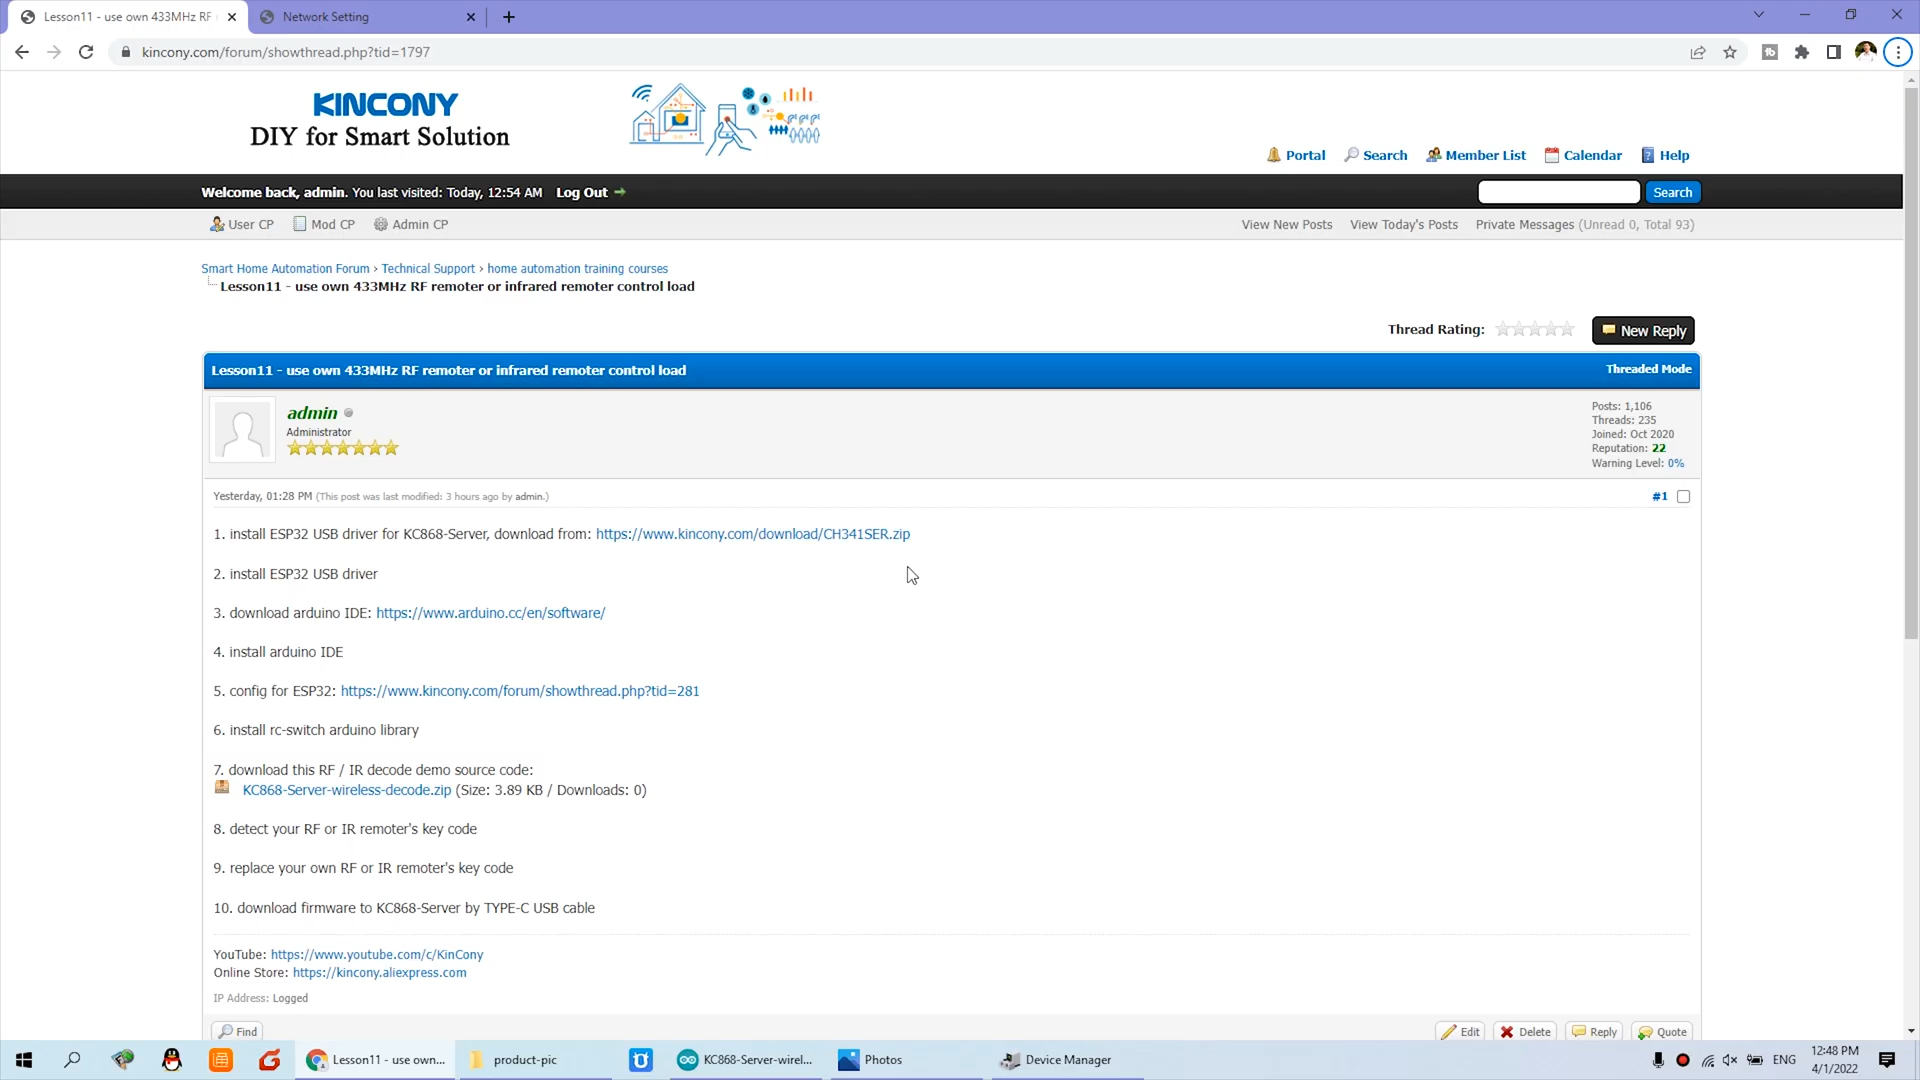 Lesson11 - use own 433MHz RF
Network Setting
kincony.com/forum/showthread.php?tid=1797
KINCONY
DIY for Smart Solution
Portal
Search
Member List
Calendar
Help
Welcome back, admin. You last visited: Today, 12:54 AM Log Out
Search
User CP
Mod CP
Admin CP
View New Posts
View Today's Posts
Private Messages (Unread 0, Total 93)
Smart Home Automation Forum › Technical Support › home automation training courses
Lesson11 - use own 433MHz RF remoter or infrared remoter control load
Thread Rating:
New Reply
Lesson11 - use own 433MHz RF remoter or infrared remoter control load
Threaded Mode
admin
Administrator
Posts: 1,106
Threads: 235
Joined: Oct 2020
Reputation: 22
Warning Level: 0%
Yesterday, 01:28 PM (This post was last modified: 3 hours ago by admin.)
#1
1. install ESP32 USB driver for KC868-Server, download from: https://www.kincony.com/download/CH341SER.zip
2. install ESP32 USB driver
3. download arduino IDE: https://www.arduino.cc/en/software/
4. install arduino IDE
5. config for ESP32: https://www.kincony.com/forum/showthread.php?tid=281
6. install rc-switch arduino library
7. download this RF / IR decode demo source code:
KC868-Server-wireless-decode.zip (Size: 3.89 KB / Downloads: 0)
8. detect your RF or IR remoter's key code
9. replace your own RF or IR remoter's key code
10. download firmware to KC868-Server by TYPE-C USB cable
YouTube: https://www.youtube.com/c/KinCony
Online Store: https://kincony.aliexpress.com
IP Address: Logged
Find
Edit
Delete
Reply
Quote
Lesson11 - use own...
product-pic
KC868-Server-wirel...
Photos
Device Manager
ENG
12:48 PM
4/1/2022